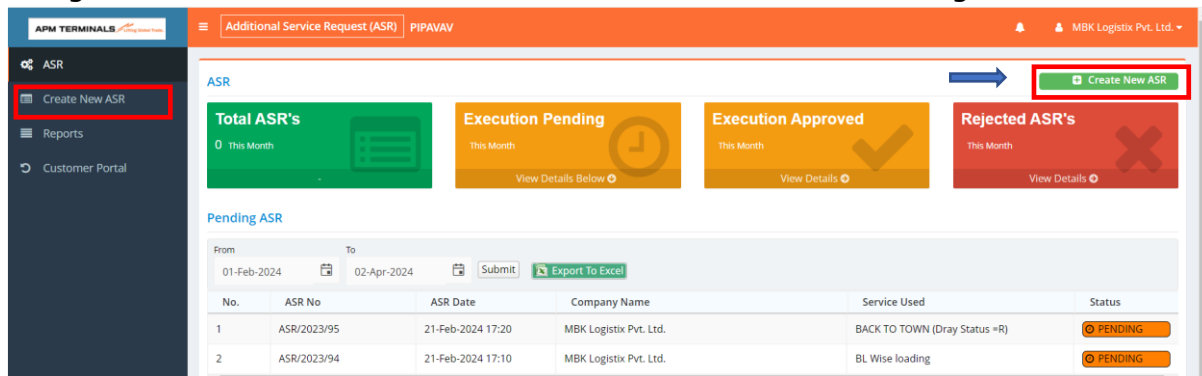 APM TERMINALS
Lifting Global Trade.
Additional Service Request (ASR) PIPAVAV
MBK Logistix Pvt. Ltd.
ASR
Create New ASR
Reports
Customer Portal
ASR
Create New ASR
Total ASR's
0 This Month
-
Execution Pending
This Month
View Details Below
Execution Approved
This Month
View Details
Rejected ASR's
This Month
View Details
Pending ASR
From To
01-Feb-2024 02-Apr-2024 Submit Export To Excel
No. ASR No ASR Date Company Name Service Used Status
1 ASR/2023/95 21-Feb-2024 17:20 MBK Logistix Pvt. Ltd. BACK TO TOWN (Dray Status =R) PENDING
2 ASR/2023/94 21-Feb-2024 17:10 MBK Logistix Pvt. Ltd. BL Wise loading PENDING